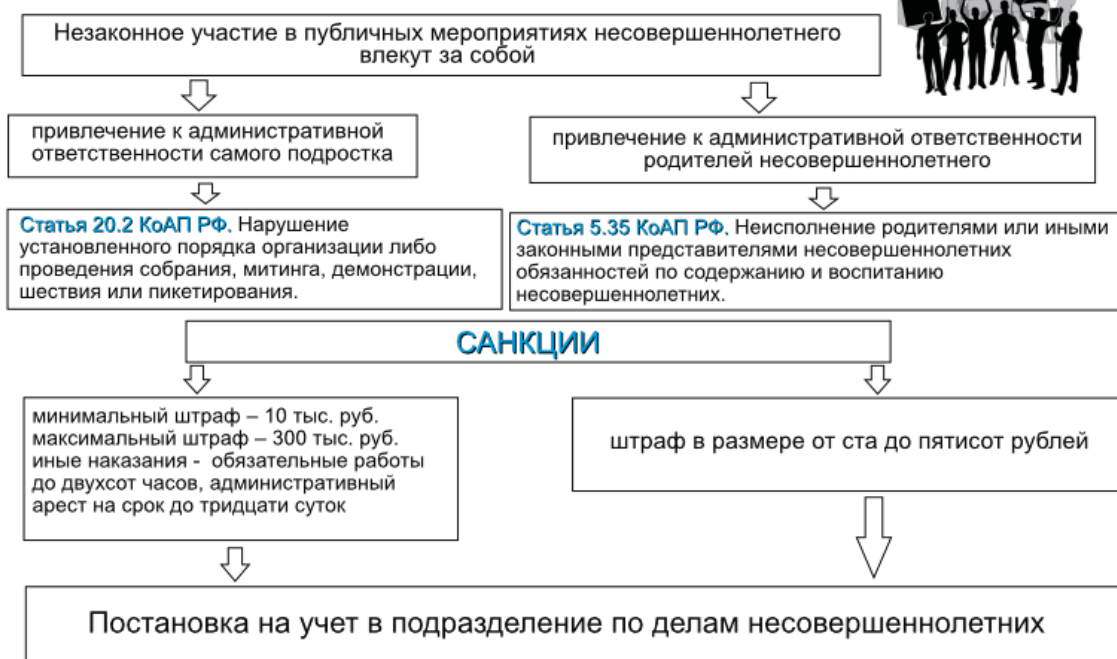 Незаконное участие в публичных мероприятиях несовершеннолетнего
влекут за собой
привлечение к административной
ответственности самого подростка
привлечение к административной ответственности
родителей несовершеннолетнего
Статья 20.2 КоАП РФ. Нарушение
установленного порядка организации либо
проведения собрания, митинга, демонстрации,
шествия или пикетирования.
Статья 5.35 КоАП РФ. Неисполнение родителями или иными
законными представителями несовершеннолетних
обязанностей по содержанию и воспитанию
несовершеннолетних.
САНКЦИИ
минимальный штраф – 10 тыс. руб.
максимальный штраф – 300 тыс. руб.
иные наказания - обязательные работы
до двухсот часов, административный
арест на срок до тридцати суток
штраф в размере от ста до пятисот рублей
Постановка на учет в подразделение по делам несовершеннолетних